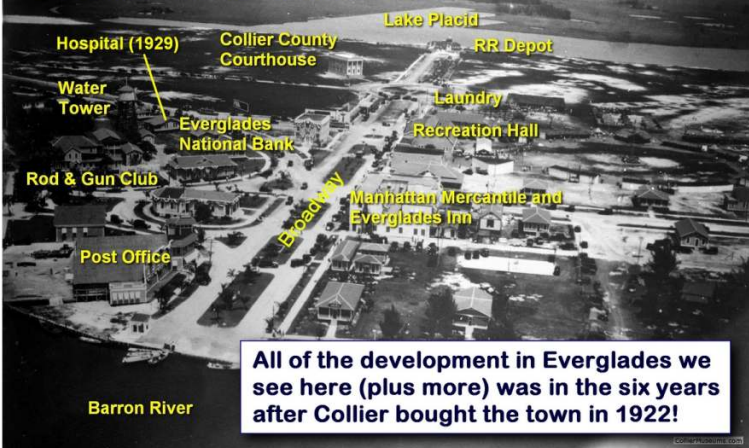 Lake Placid
Hospital (1929)
Collier County
Courthouse
RR Depot
Water
Tower
Laundry
Everglades
National Bank
Recreation Hall
Rod & Gun Club
Broadway
Manhattan Mercantile and
Everglades Inn
Post Office
All of the development in Everglades we
see here (plus more) was in the six years
after Collier bought the town in 1922!
Barron River
CollierMuseums.com